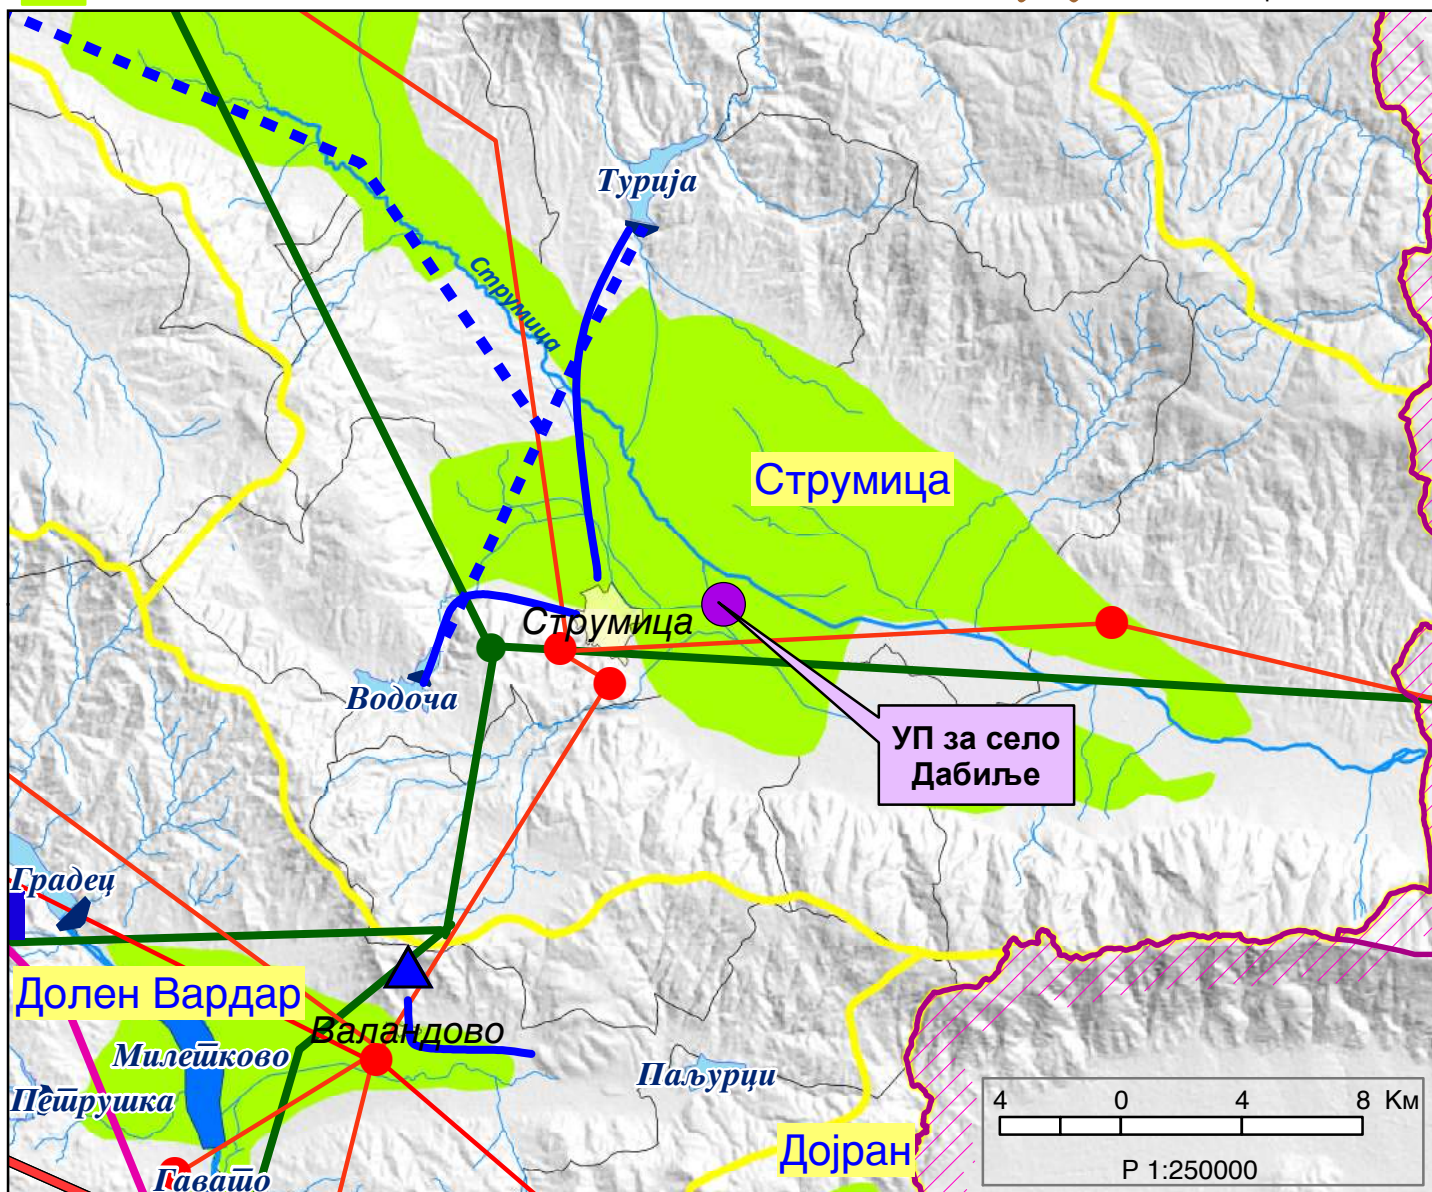 Турија
Струмица
Струмица
Струмица
Водоча
УП за село
Дабиље
Градец
Долен Вардар
Валандово
Милешково
Паљурци
Петрушка
Дојран
Гавато
4 0 4 8 Км
Р 1:250000